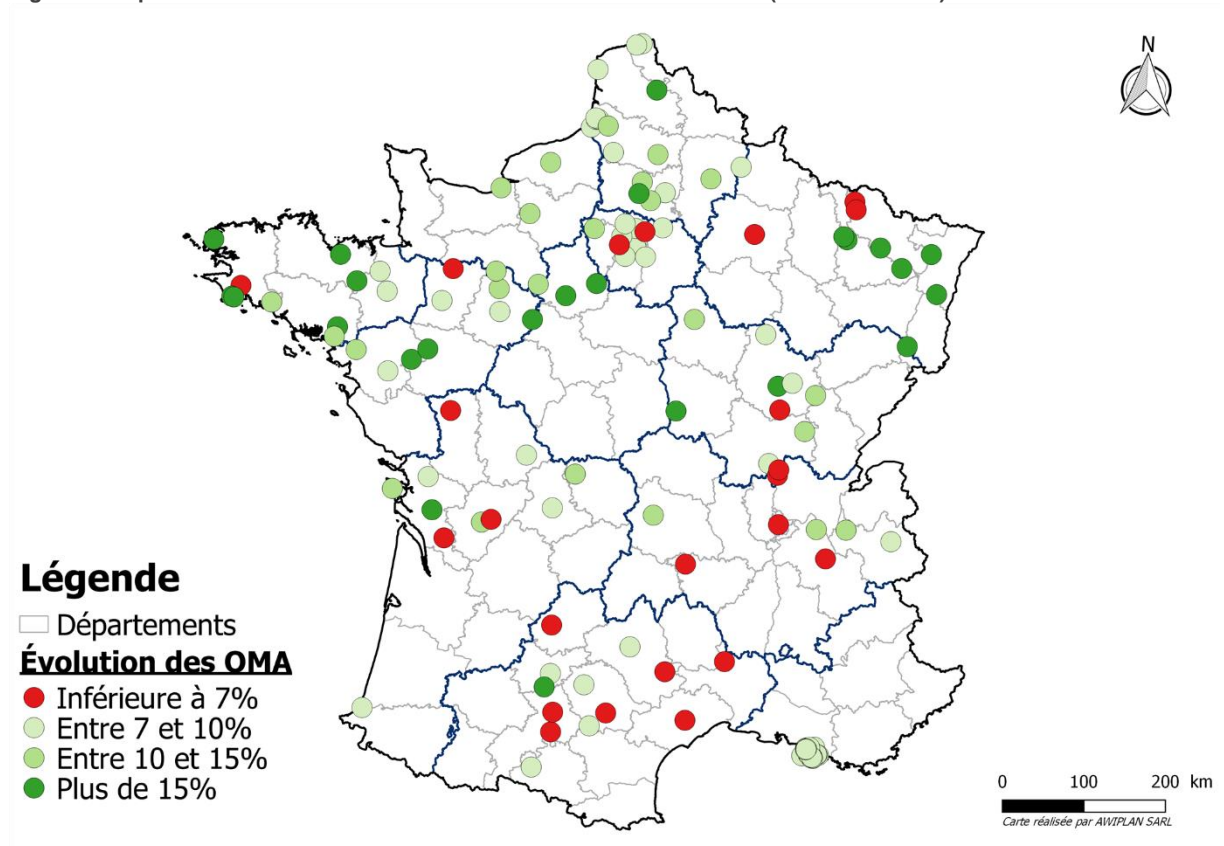 N
Légende
Départements
Évolution des OMA
Inférieure à 7%
Entre 7 et 10%
Entre 10 et 15%
Plus de 15%
0 100 200 km
Carte réalisée par AWIPLAN SARL